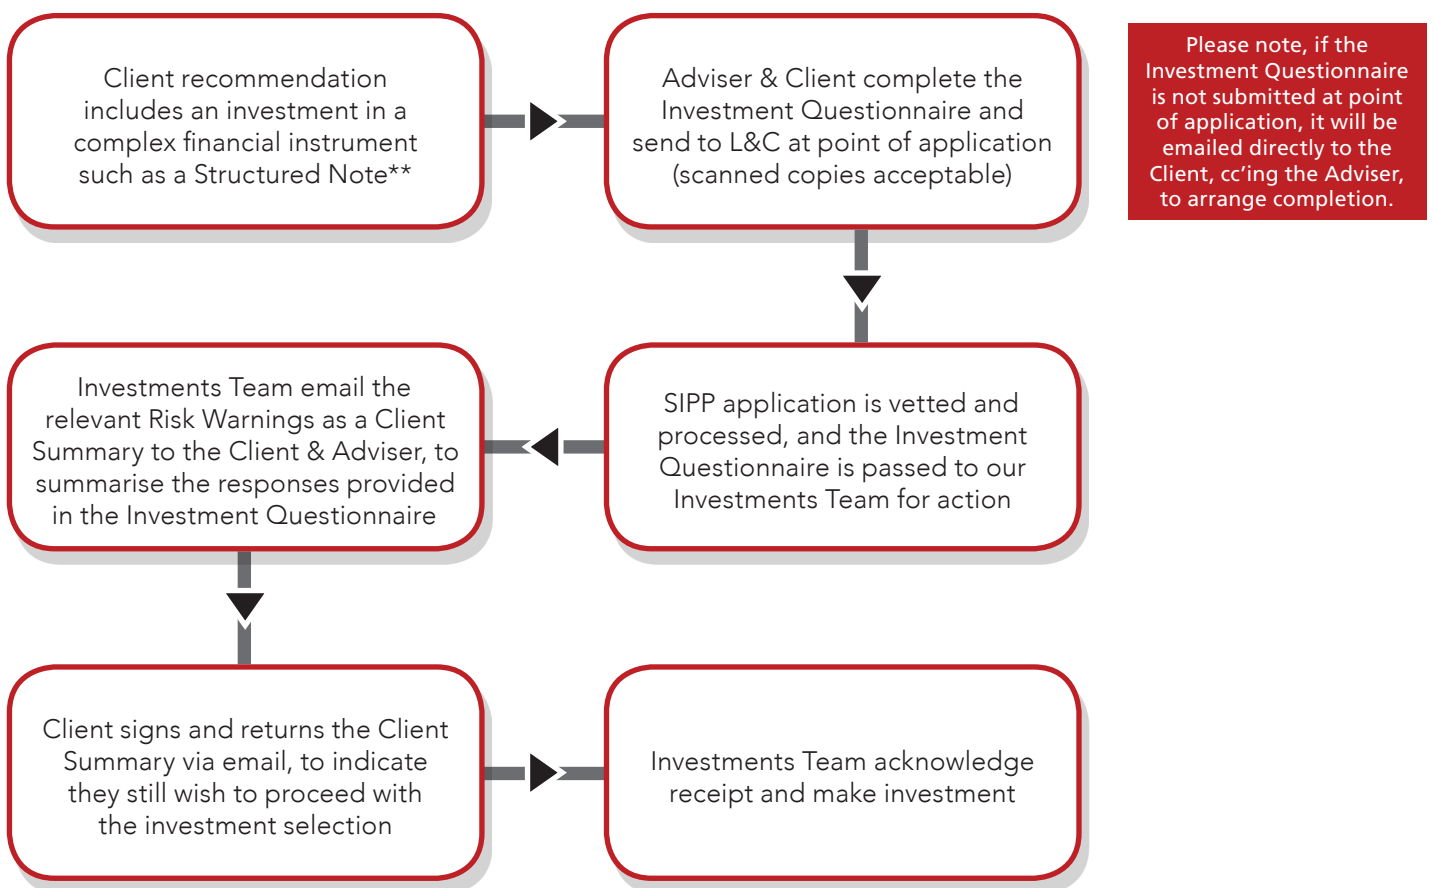 Client recommendation
includes an investment in a
complex financial instrument
such as a Structured Note**
Adviser & Client complete the
Investment Questionnaire and
send to L&C at point of application
(scanned copies acceptable)
Please note, if the
Investment Questionnaire
is not submitted at point
of application, it will be
emailed directly to the
Client, cc'ing the Adviser,
to arrange completion.
SIPP application is vetted and
processed, and the Investment
Questionnaire is passed to our
Investments Team for action
Investments Team email the
relevant Risk Warnings as a Client
Summary to the Client & Adviser, to
summarise the responses provided
in the Investment Questionnaire
Client signs and returns the Client
Summary via email, to indicate
they still wish to proceed with
the investment selection
Investments Team acknowledge
receipt and make investment